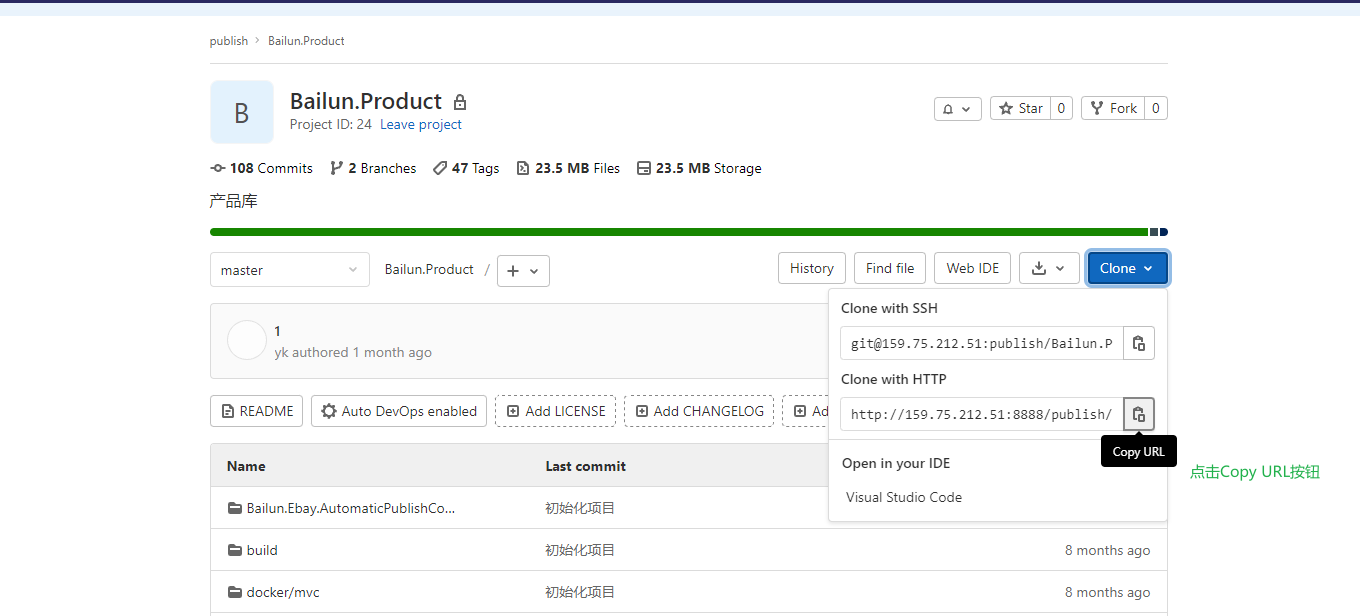 publish > Bailun.Product
B
Bailun.Product
Project ID: 24 Leave project
Star 0 Fork 0
108 Commits 2 Branches 47 Tags 23.5 MB Files 23.5 MB Storage
产品库
master Bailun.Product / + History Find file Web IDE Clone
Clone with SSH
git@159.75.212.51:publish/Bailun.P
Clone with HTTP
http://159.75.212.51:8888/publish/
Copy URL
点击Copy URL按钮
Open in your IDE
Visual Studio Code
1
yk authored 1 month ago
README Auto DevOps enabled Add LICENSE Add CHANGELOG Ad
Name Last commit
Bailun.Ebay.AutomaticPublishCo... 初始化项目
build 初始化项目 8 months ago
docker/mvc 初始化项目 8 months ago